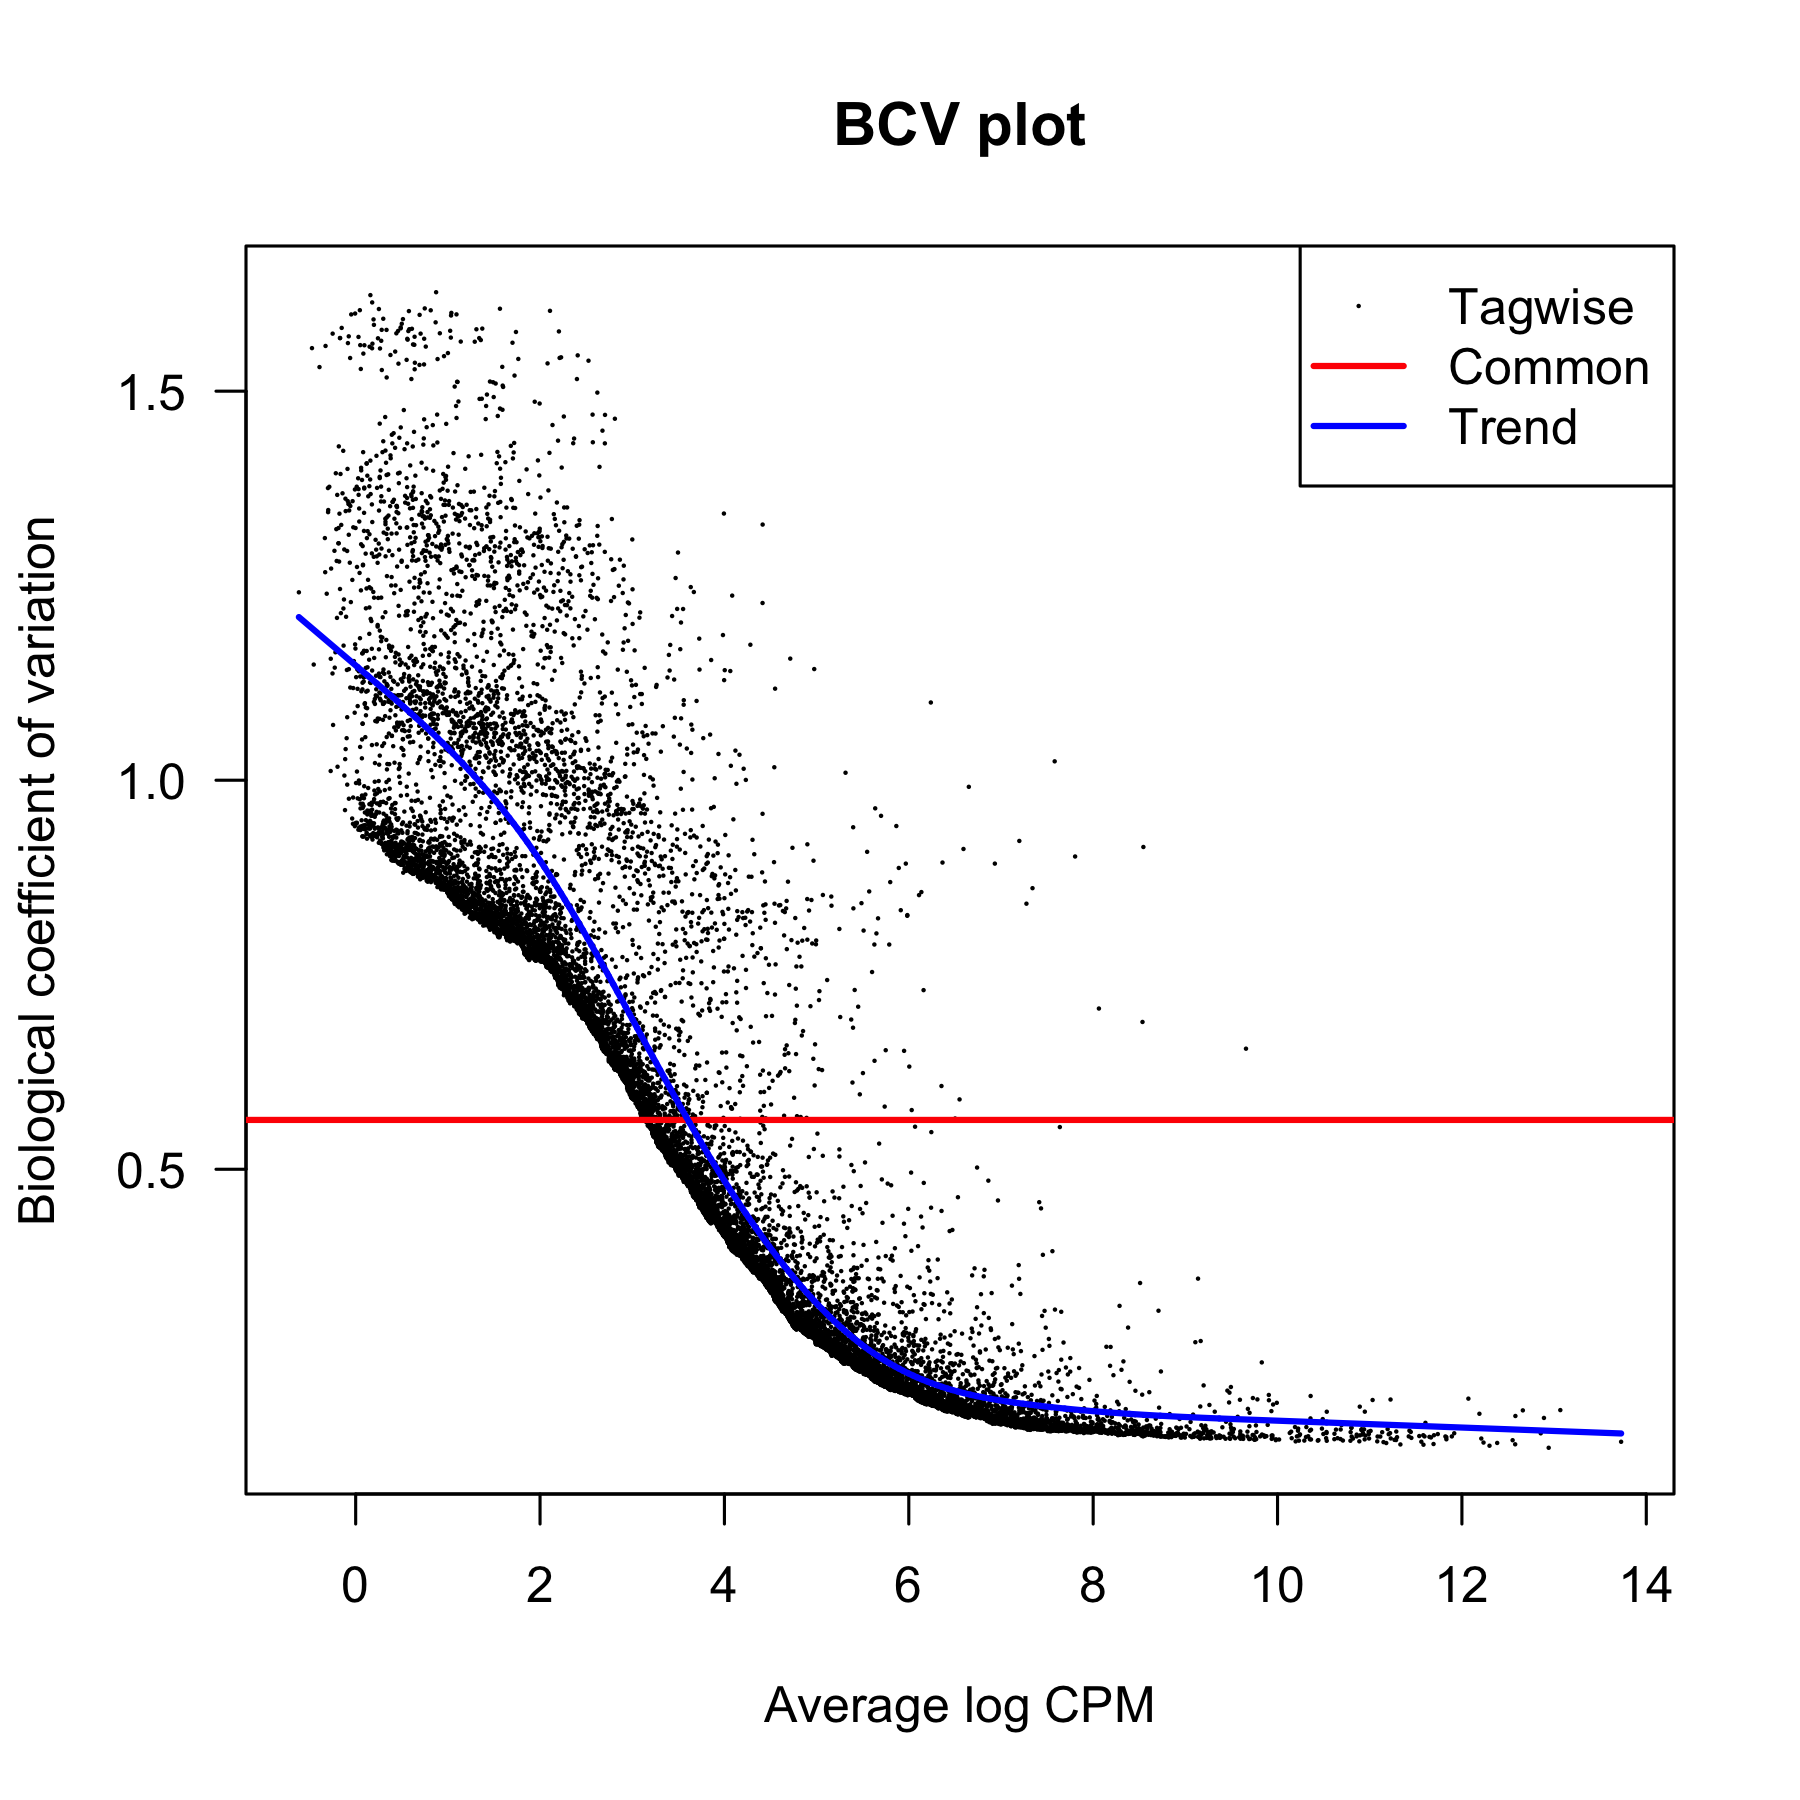 BCV plot
Tagwise
Common
Trend
Biological coefficient of variation
1.5
1.0
0.5
0 2 4 6 8 10 12 14
Average log CPM